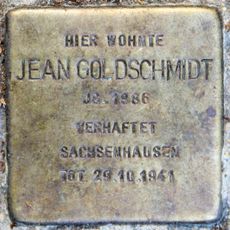 HIER WOHNTE
JEAN GOLDSCHMIDT
JG. 1886
VERHAFTET
SACHSENHAUSEN
TOT 29.10.1941